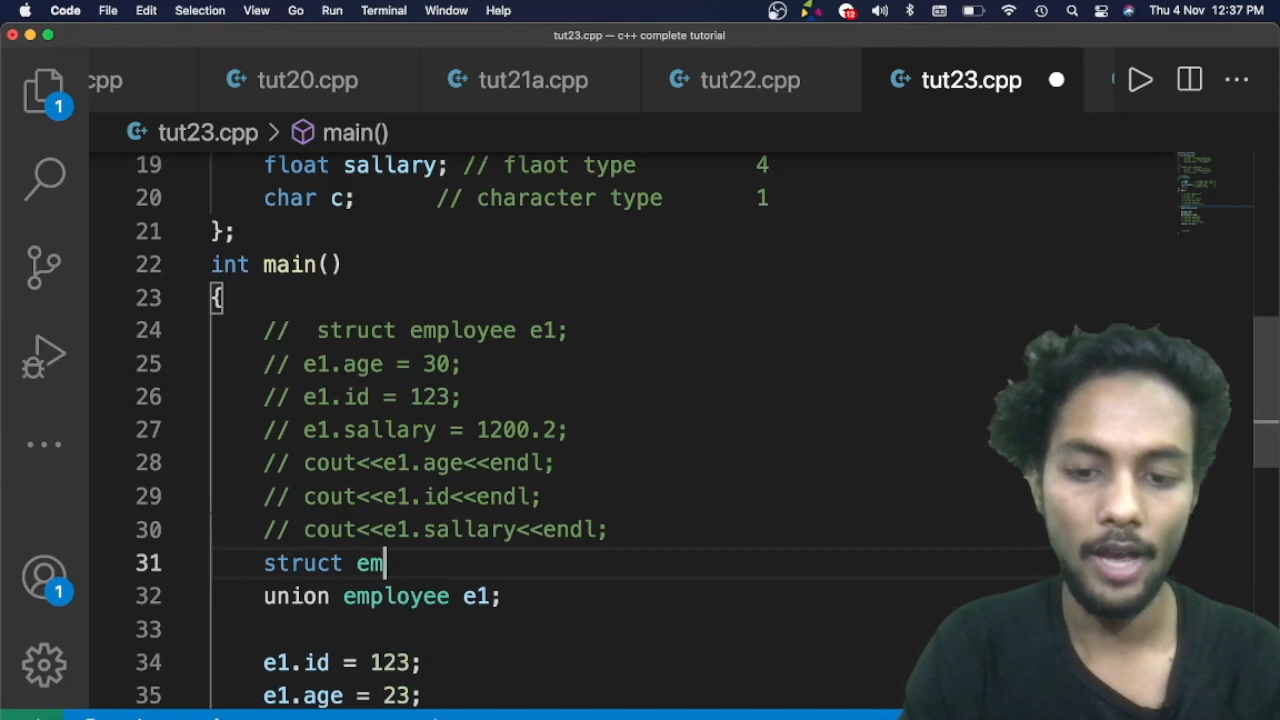 Code File Edit Selection View Go Run Terminal Window Help 12 Thu 4 Nov 12:37 PM
tut23.cpp — c++ complete tutorial
cpp tut20.cpp tut21a.cpp tut22.cpp tut23.cpp
1
tut23.cpp > main()
19 float sallary; // flaot type 4
20 char c; // character type 1
21 };
22 int main()
23 {
24 // struct employee e1;
25 // e1.age = 30;
26 // e1.id = 123;
27 // e1.sallary = 1200.2;
28 // cout<<e1.age<<endl;
29 // cout<<e1.id<<endl;
30 // cout<<e1.sallary<<endl;
31 struct em
1
32 union employee e1;
33
34 e1.id = 123;
35 e1.age = 23;